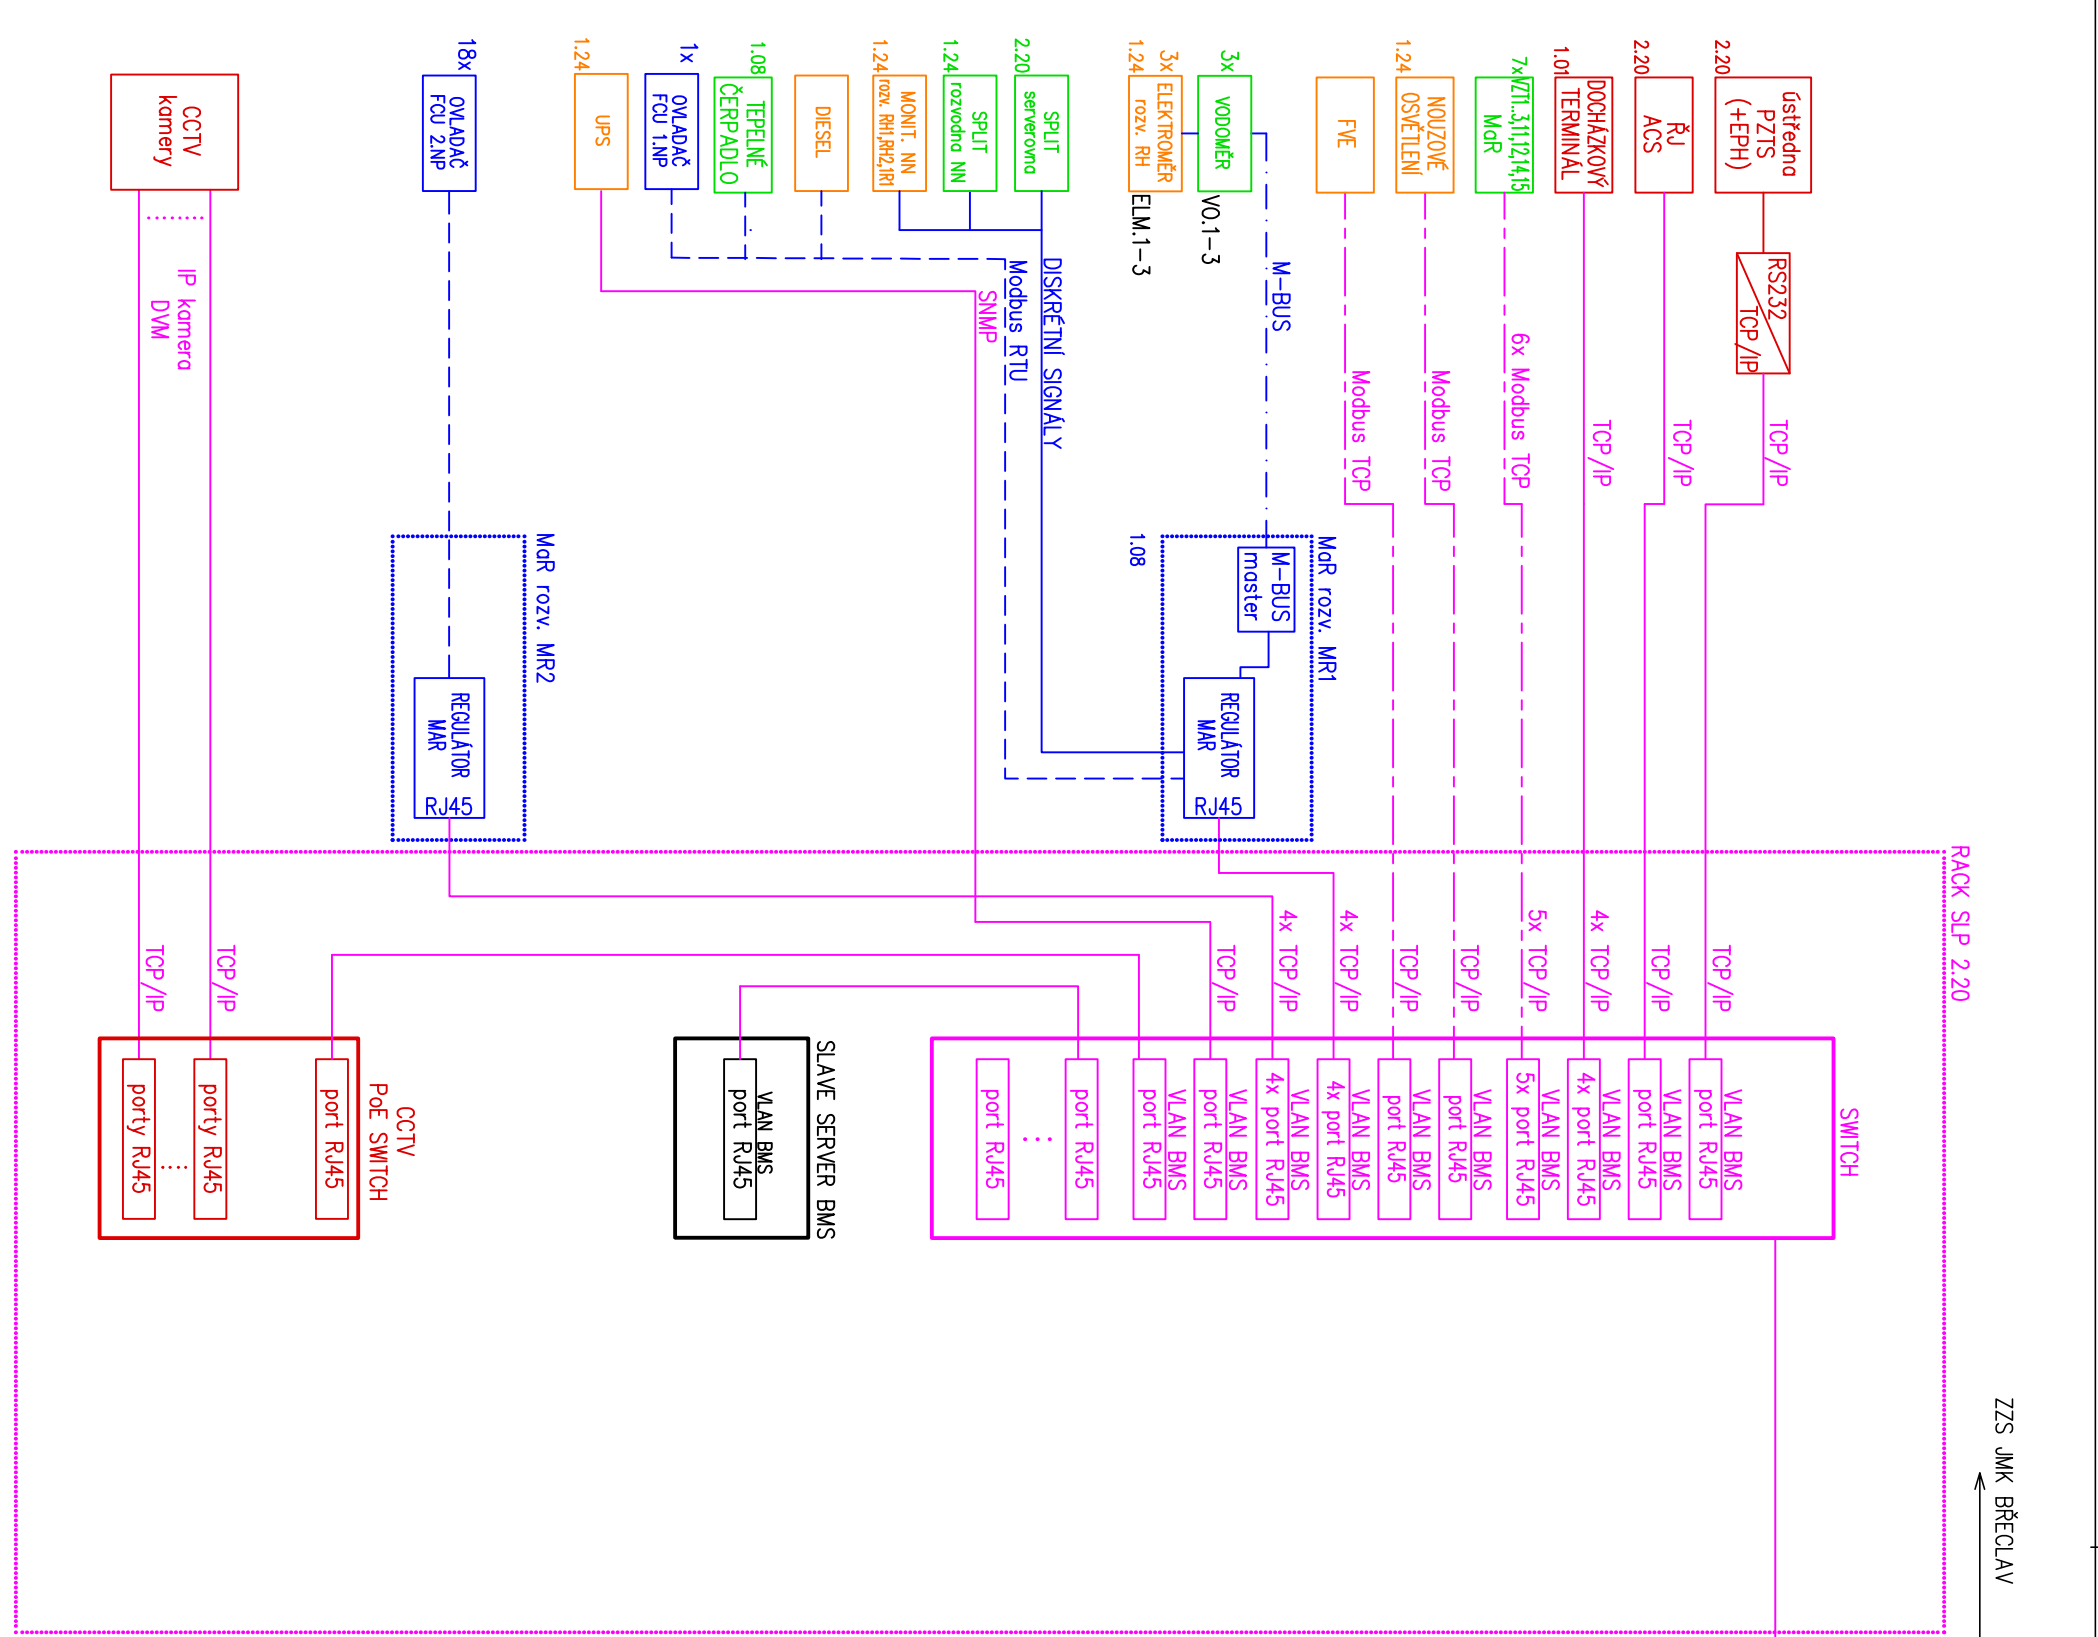 ústředna
PZTS
(+EPH)
2.20
RS232
TCP/IP
TCP/IP
TCP/IP
VLAN BMS
port RJ45
ŘJ
ACS
2.20
TCP/IP
TCP/IP
VLAN BMS
port RJ45
DOCHÁZKOVÝ
TERMINÁL
1.01
TCP/IP
4x TCP/IP
VLAN BMS
4x port RJ45
7xVZT1..3,11,12,14,15
MaR
6x Modbus TCP
5x TCP/IP
VLAN BMS
5x port RJ45
NOUZOVÉ
OSVĚTLENÍ
1.24
Modbus TCP
TCP/IP
VLAN BMS
port RJ45
FVE
Modbus TCP
TCP/IP
VLAN BMS
port RJ45
3x
VODOMĚR
VO.1-3
M-BUS
3x
1.24
ELEKTROMĚR
rozv. RH
ELM.1-3
MaR rozv. MR1
M-BUS
master
1.08
REGULÁTOR
MAR
RJ45
4x TCP/IP
VLAN BMS
4x port RJ45
2.20
SPLIT
serverovna
DISKRÉTNÍ SIGNÁLY
1.24
SPLIT
rozvodna NN
1.24
MONIT. NN
rozv. RH1,RH2,1R1
Modbus RTU
DIESEL
1.08
TEPELNÉ
ČERPADLO
1x
OVLADAČ
FCU 1.NP
1.24
UPS
SNMP
TCP/IP
VLAN BMS
port RJ45
18x
OVLADAČ
FCU 2.NP
MaR rozv. MR2
REGULÁTOR
MAR
RJ45
4x TCP/IP
VLAN BMS
4x port RJ45
VLAN BMS
port RJ45
port RJ45
...
port RJ45
SWITCH
RACK SLP 2.20
SLAVE SERVER BMS
VLAN BMS
port RJ45
CCTV
kamery
........
IP kamera
DVM
TCP/IP
TCP/IP
CCTV
PoE SWITCH
port RJ45
porty RJ45
....
porty RJ45
ZZS JMK BŘECLAV